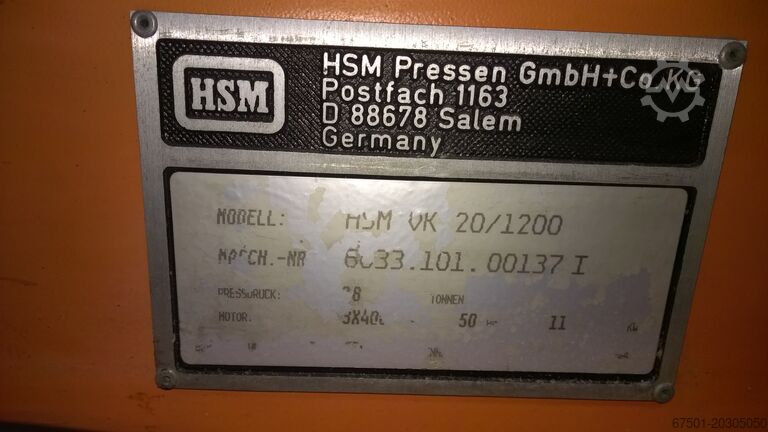 HSM
HSM Pressen GmbH+Co KG
Postfach 1163
D 88678 Salem
Germany
MODELL: HSM VK 20/1200
MASCH.-NR 6033.101.00137 I
PRESSDRUCK: TONNEN
MOTOR. 50 11 KW
67501-20305050